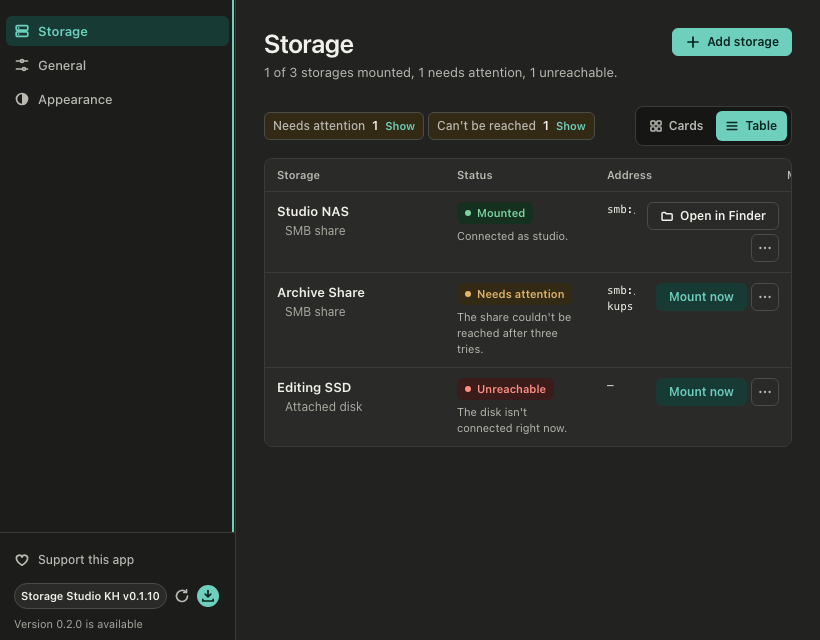 Storage
General
Appearance
Support this app
Storage Studio KH v0.1.10
Version 0.2.0 is available
Storage
Add storage
1 of 3 storages mounted, 1 needs attention, 1 unreachable.
Needs attention 1 Show
Can't be reached 1 Show
Cards
Table
Storage Status Address
Studio NAS
SMB share
Mounted
Connected as studio.
smb:
Open in Finder
Archive Share
SMB share
Needs attention
The share couldn't be
reached after three
tries.
smb:
kups
Mount now
Editing SSD
Attached disk
Unreachable
The disk isn't
connected right now.
–
Mount now